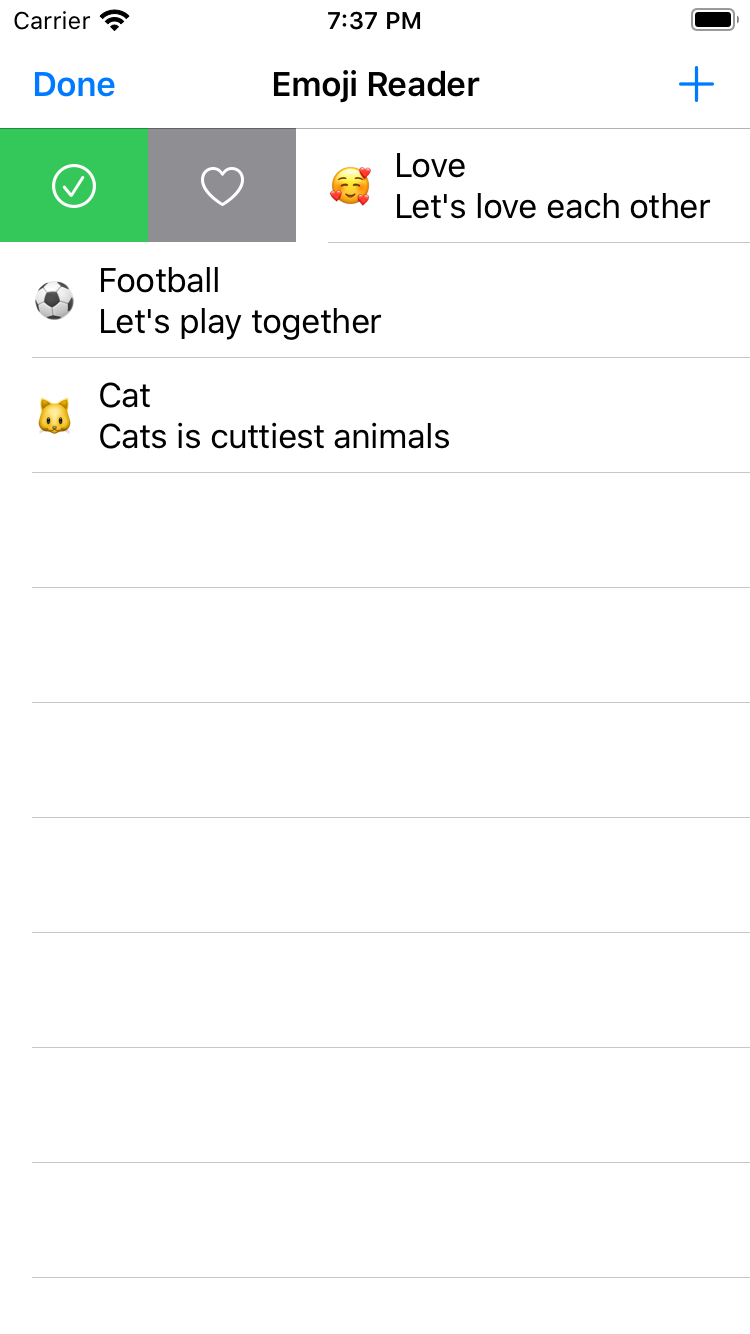 Carrier 7:37 PM
Done Emoji Reader
Love
Let's love each other
Football
Let's play together
Cat
Cats is cuttiest animals